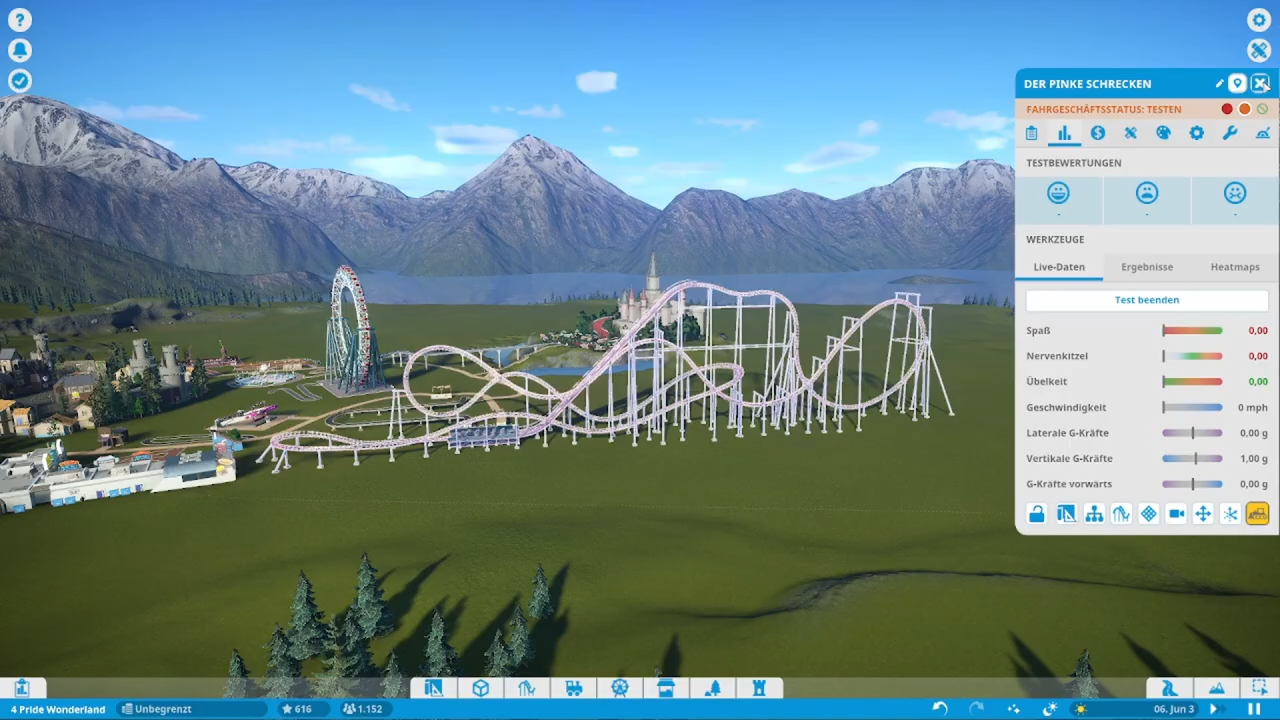 DER PINKE SCHRECKEN
FAHRGESCHÄFTSSTATUS: TESTEN
TESTBEWERTUNGEN
- - -
WERKZEUGE
Live-Daten Ergebnisse Heatmaps
Test beenden
Spaß 0,00
Nervenkitzel 0,00
Übelkeit 0,00
Geschwindigkeit 0 mph
Laterale G-Kräfte 0,00 g
Vertikale G-Kräfte 1,00 g
G-Kräfte vorwärts 0,00 g
4 Pride Wonderland Unbegrenzt 616 1.152 06. Jun 3